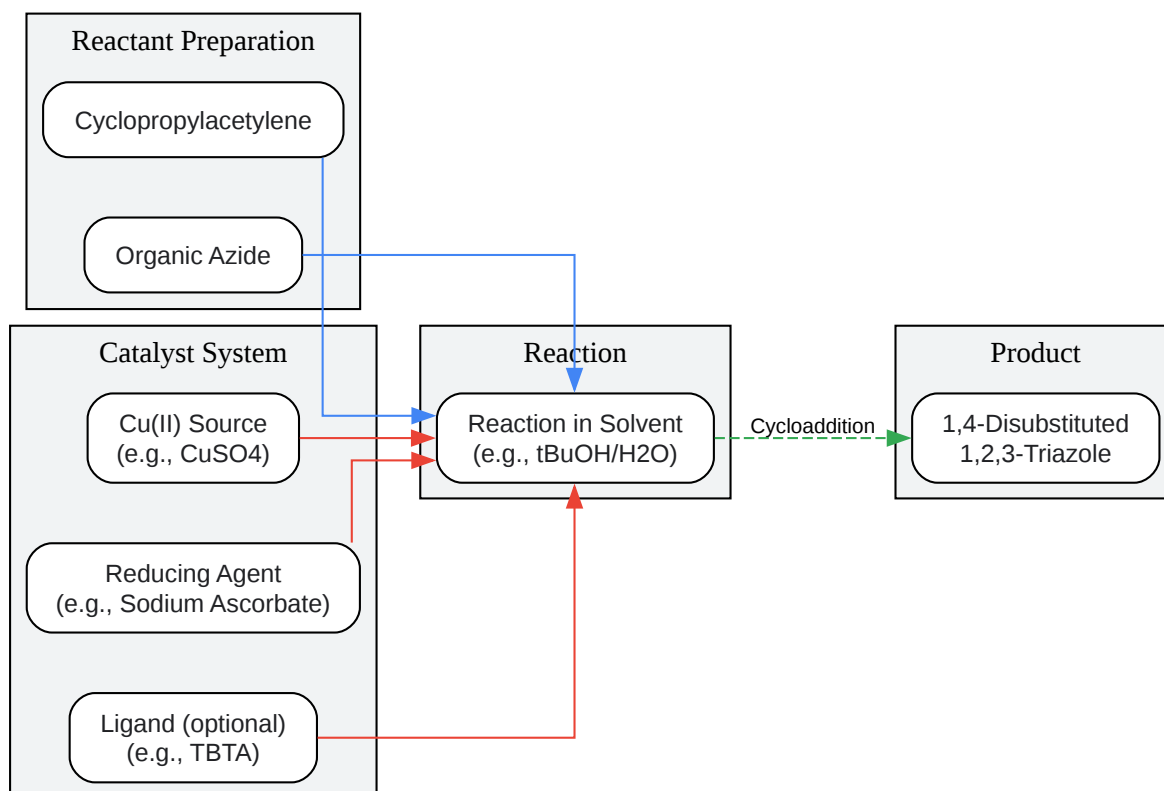 Reactant Preparation
Cyclopropylacetylene
Organic Azide
Catalyst System
Cu(II) Source
(e.g., CuSO4)
Reducing Agent
(e.g., Sodium Ascorbate)
Ligand (optional)
(e.g., TBTA)
Reaction
Reaction in Solvent
(e.g., tBuOH/H2O)
Cycloaddition
Product
1,4-Disubstituted
1,2,3-Triazole